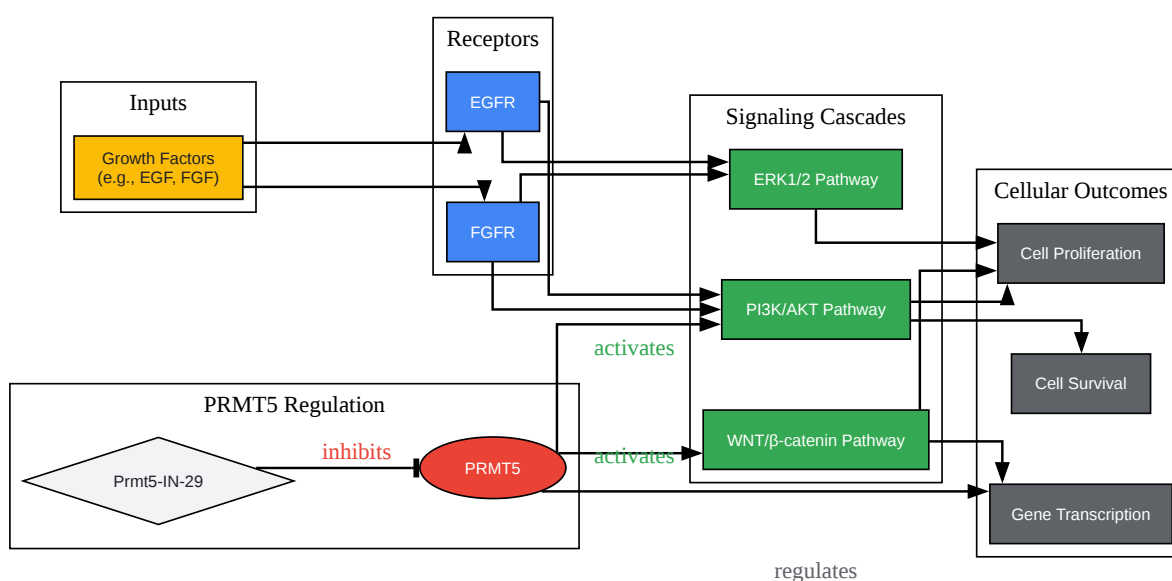 Receptors
EGFR
FGFR
Inputs
Growth Factors
(e.g., EGF, FGF)
Signaling Cascades
ERK1/2 Pathway
PI3K/AKT Pathway
WNT/β-catenin Pathway
Cellular Outcomes
Cell Proliferation
Cell Survival
Gene Transcription
activates
PRMT5 Regulation
inhibits
Prmt5-IN-29
PRMT5
activates
regulates